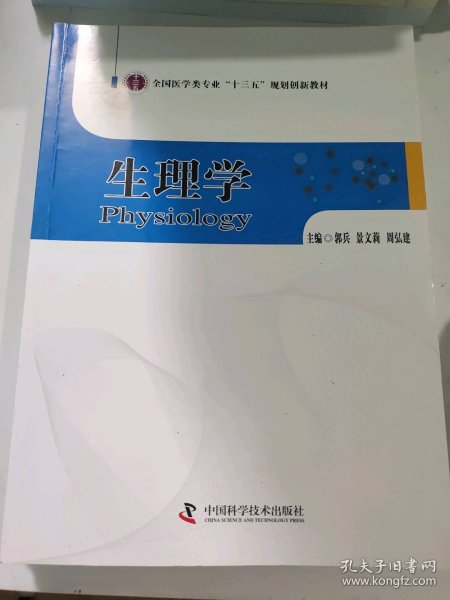 全国医学类专业“十三五”规划创新教材
生理学
Physiology
主编◎郭兵 景文莉 周弘建
中国科学技术出版社
CHINA SCIENCE AND TECHNOLOGY PRESS
孔夫子旧书网
www.kongfz.com